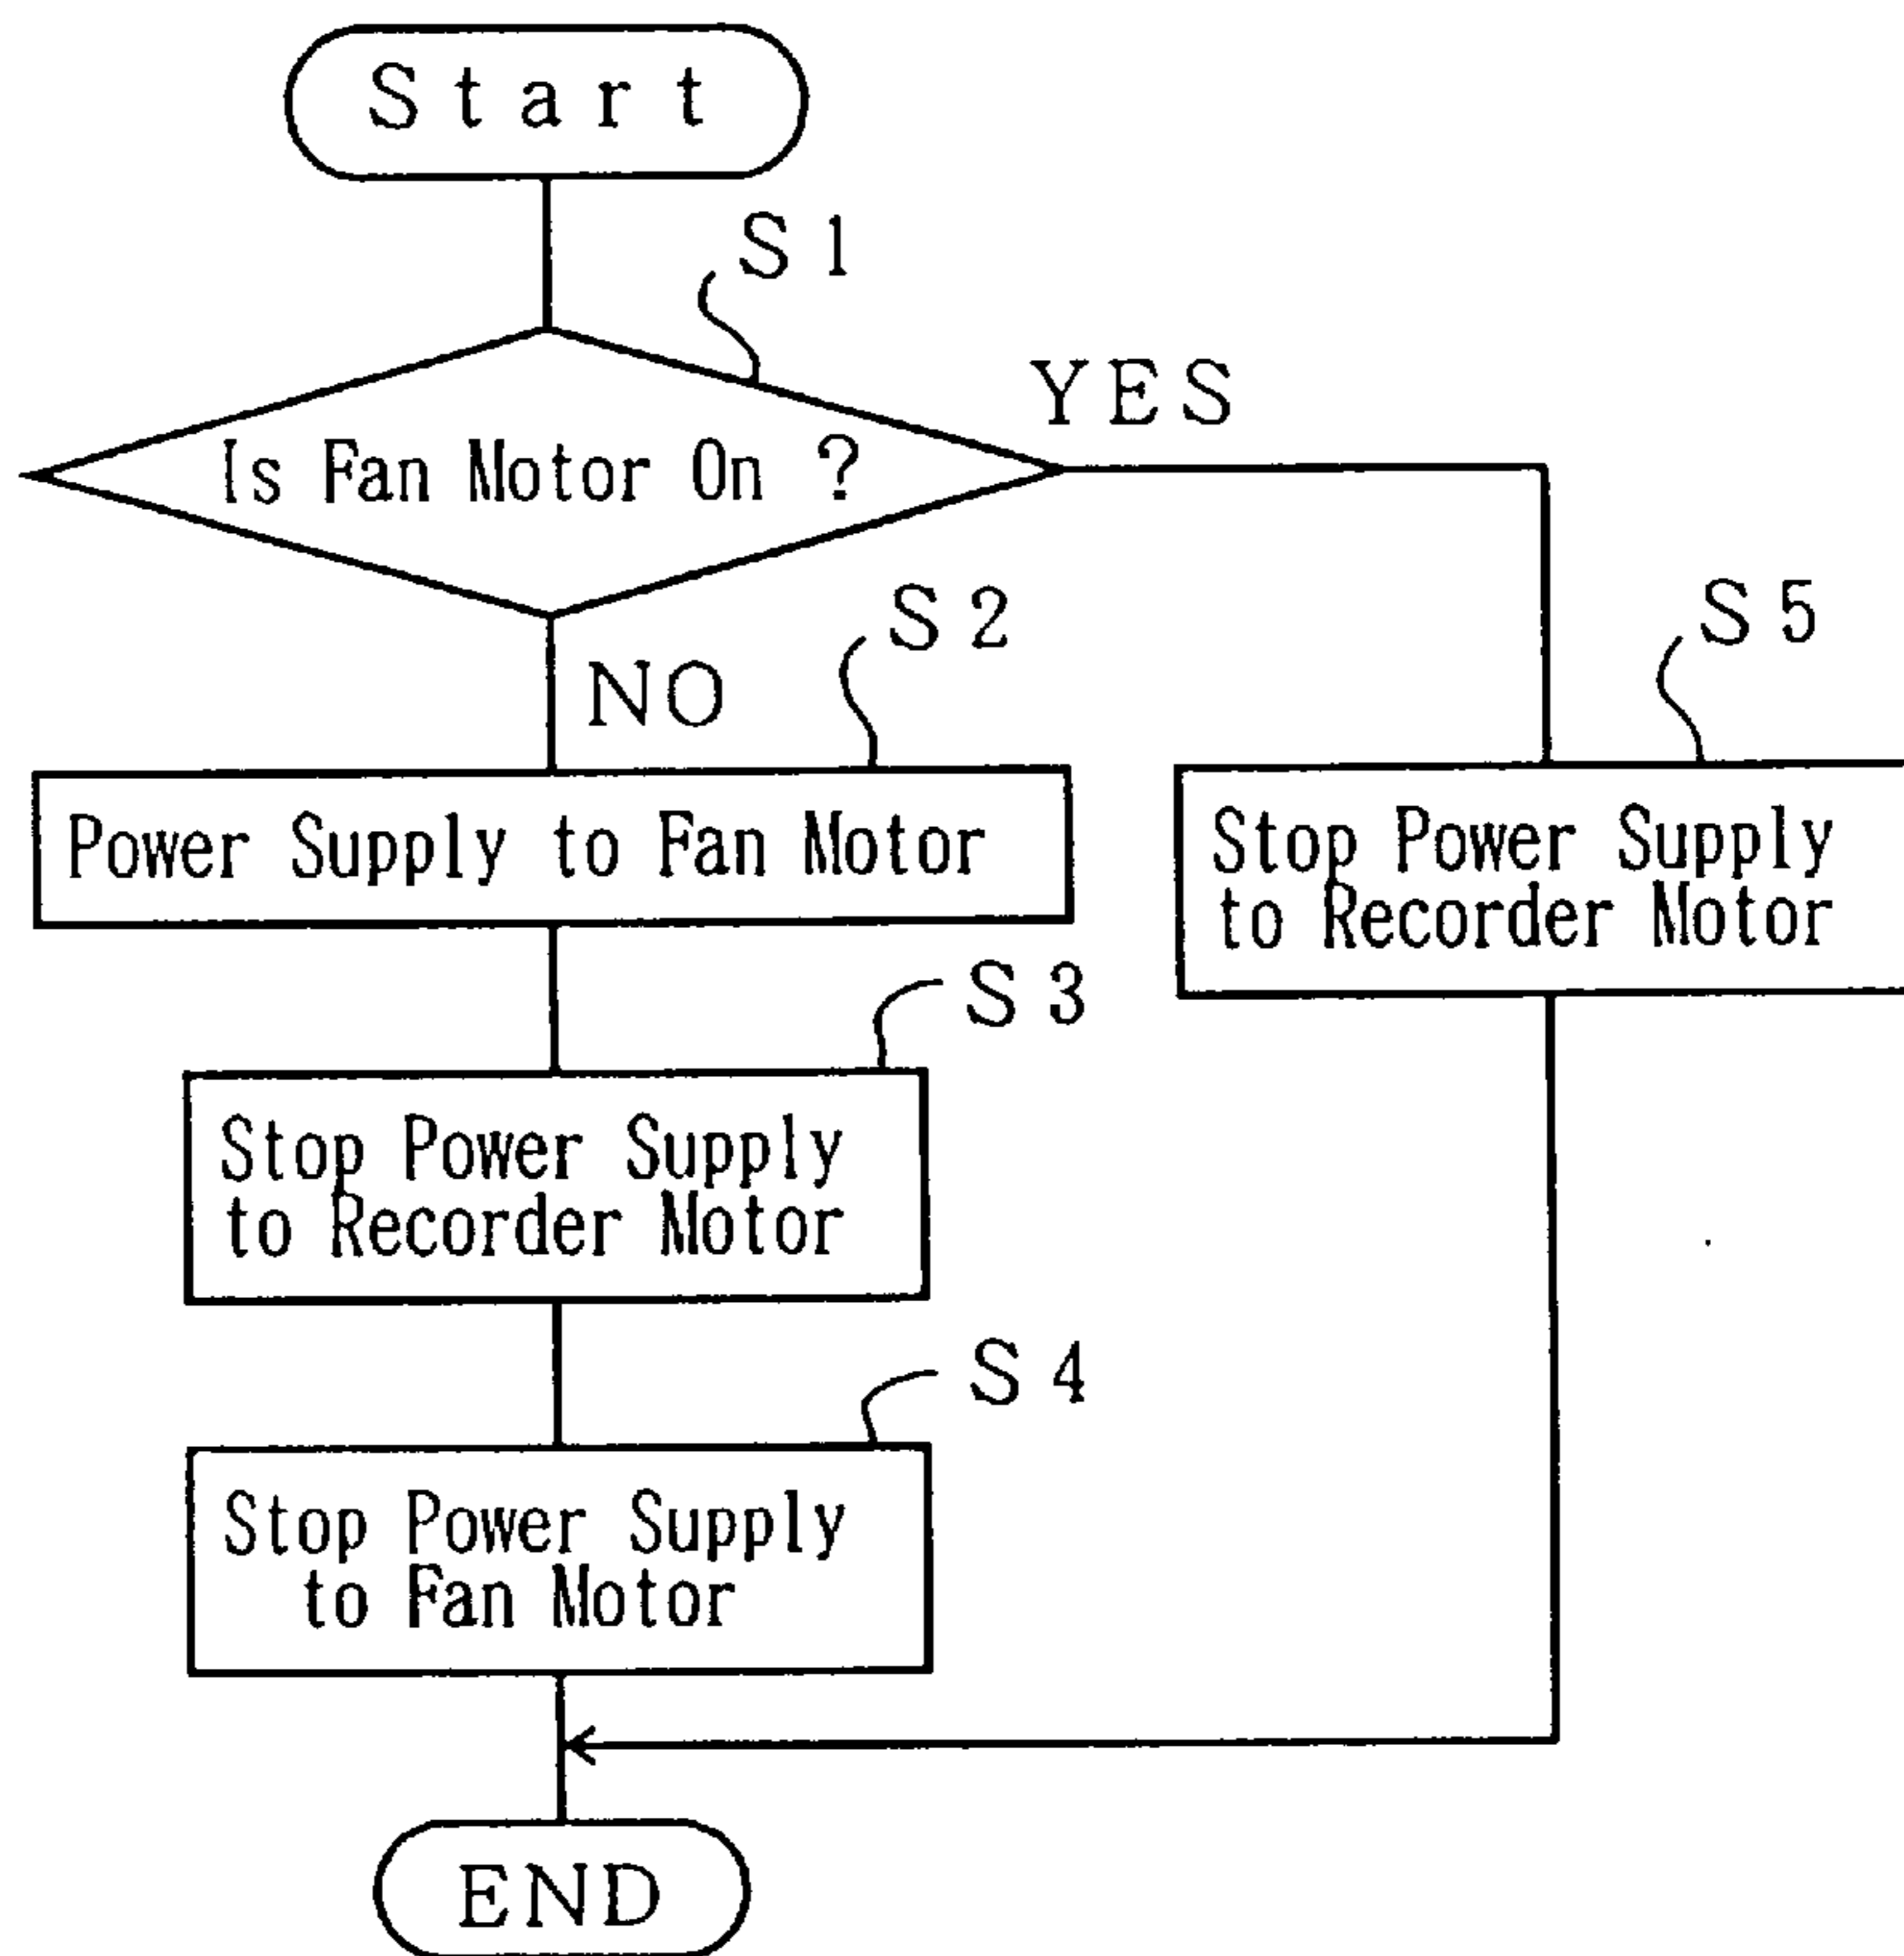 Start
S1
Is Fan Motor On ?
YES
NO
S2
Power Supply to Fan Motor
S5
Stop Power Supply
to Recorder Motor
S3
Stop Power Supply
to Recorder Motor
S4
Stop Power Supply
to Fan Motor
END